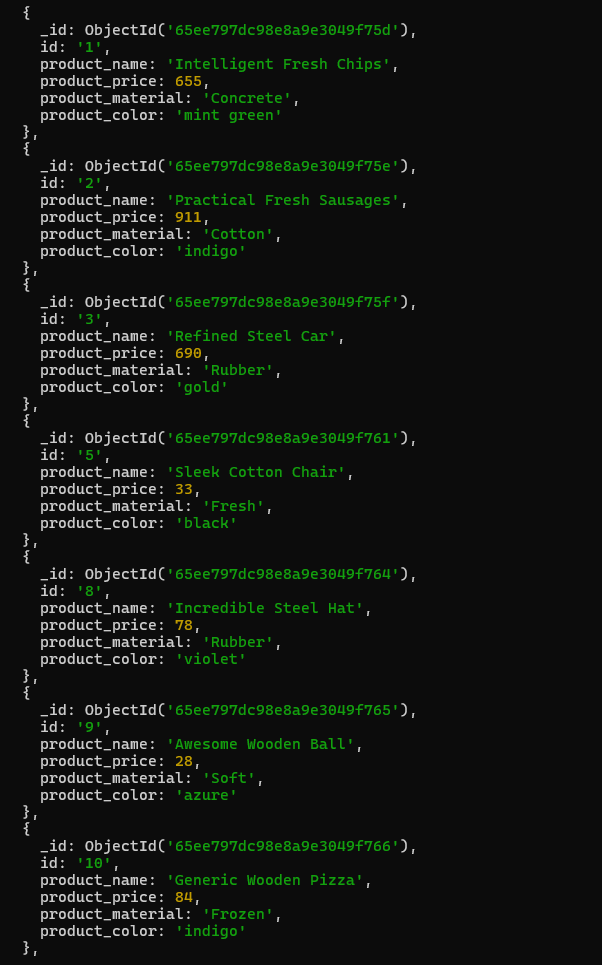 {
_id: ObjectId('65ee797dc98e8a9e3049f75d'),
id: '1',
product_name: 'Intelligent Fresh Chips',
product_price: 655,
product_material: 'Concrete',
product_color: 'mint green'
},
{
_id: ObjectId('65ee797dc98e8a9e3049f75e'),
id: '2',
product_name: 'Practical Fresh Sausages',
product_price: 911,
product_material: 'Cotton',
product_color: 'indigo'
},
{
_id: ObjectId('65ee797dc98e8a9e3049f75f'),
id: '3',
product_name: 'Refined Steel Car',
product_price: 690,
product_material: 'Rubber',
product_color: 'gold'
},
{
_id: ObjectId('65ee797dc98e8a9e3049f761'),
id: '5',
product_name: 'Sleek Cotton Chair',
product_price: 33,
product_material: 'Fresh',
product_color: 'black'
},
{
_id: ObjectId('65ee797dc98e8a9e3049f764'),
id: '8',
product_name: 'Incredible Steel Hat',
product_price: 78,
product_material: 'Rubber',
product_color: 'violet'
},
{
_id: ObjectId('65ee797dc98e8a9e3049f765'),
id: '9',
product_name: 'Awesome Wooden Ball',
product_price: 28,
product_material: 'Soft',
product_color: 'azure'
},
{
_id: ObjectId('65ee797dc98e8a9e3049f766'),
id: '10',
product_name: 'Generic Wooden Pizza',
product_price: 84,
product_material: 'Frozen',
product_color: 'indigo'
},